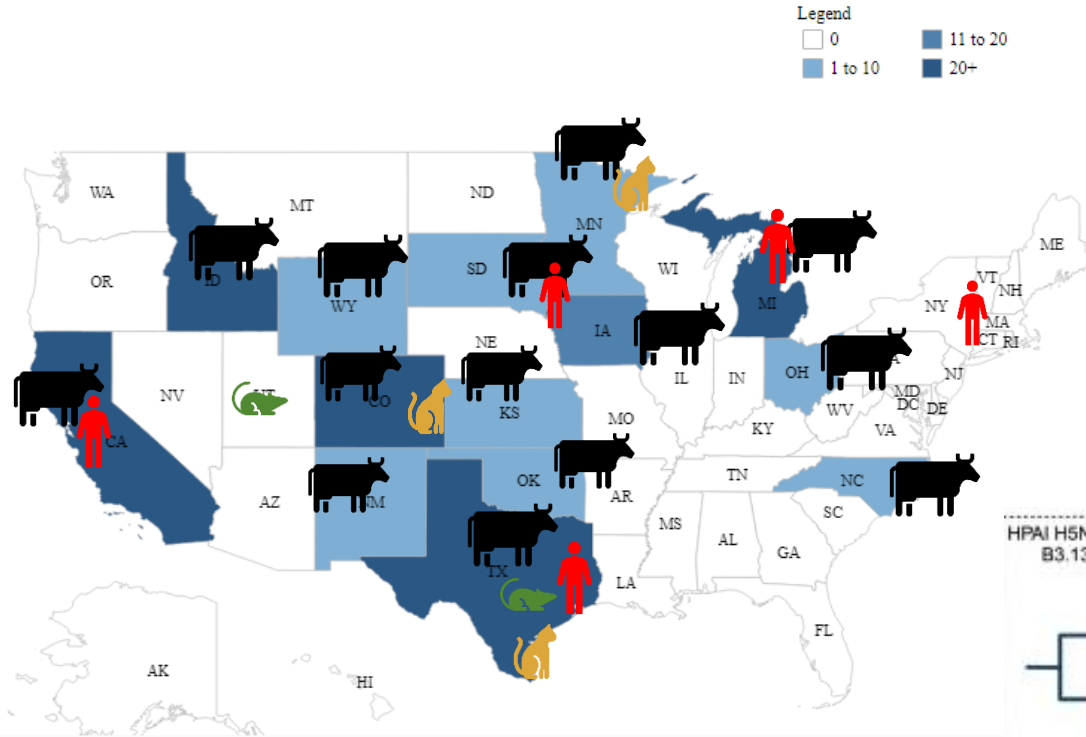 Legend
0
11 to 20
1 to 10
20+
WA
MT
ND
MN
ME
OR
ID
SD
WI
VT
NH
WY
MI
NY
MA
IA
CT RI
NE
NV
IL
IN
OH
NJ
CO
KS
MO
WV
MD
DC
DE
CA
KY
VA
OK
TN
NC
AZ
NM
AR
SC
MS
AL
GA
HPAI H5N
B3.13
TX
LA
FL
AK
HI